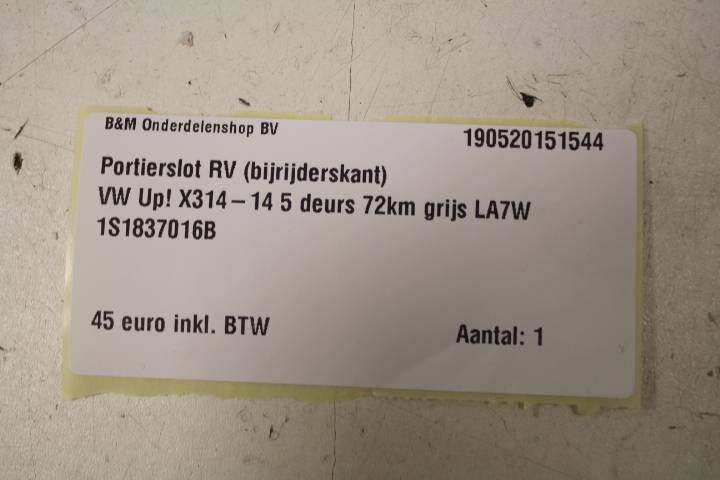 B&M Onderdelenshop BV
190520151544
Portierslot RV (bijrijderskant)
VW Up! X314 – 14 5 deurs 72km grijs LA7W
1S1837016B
45 euro inkl. BTW
Aantal: 1